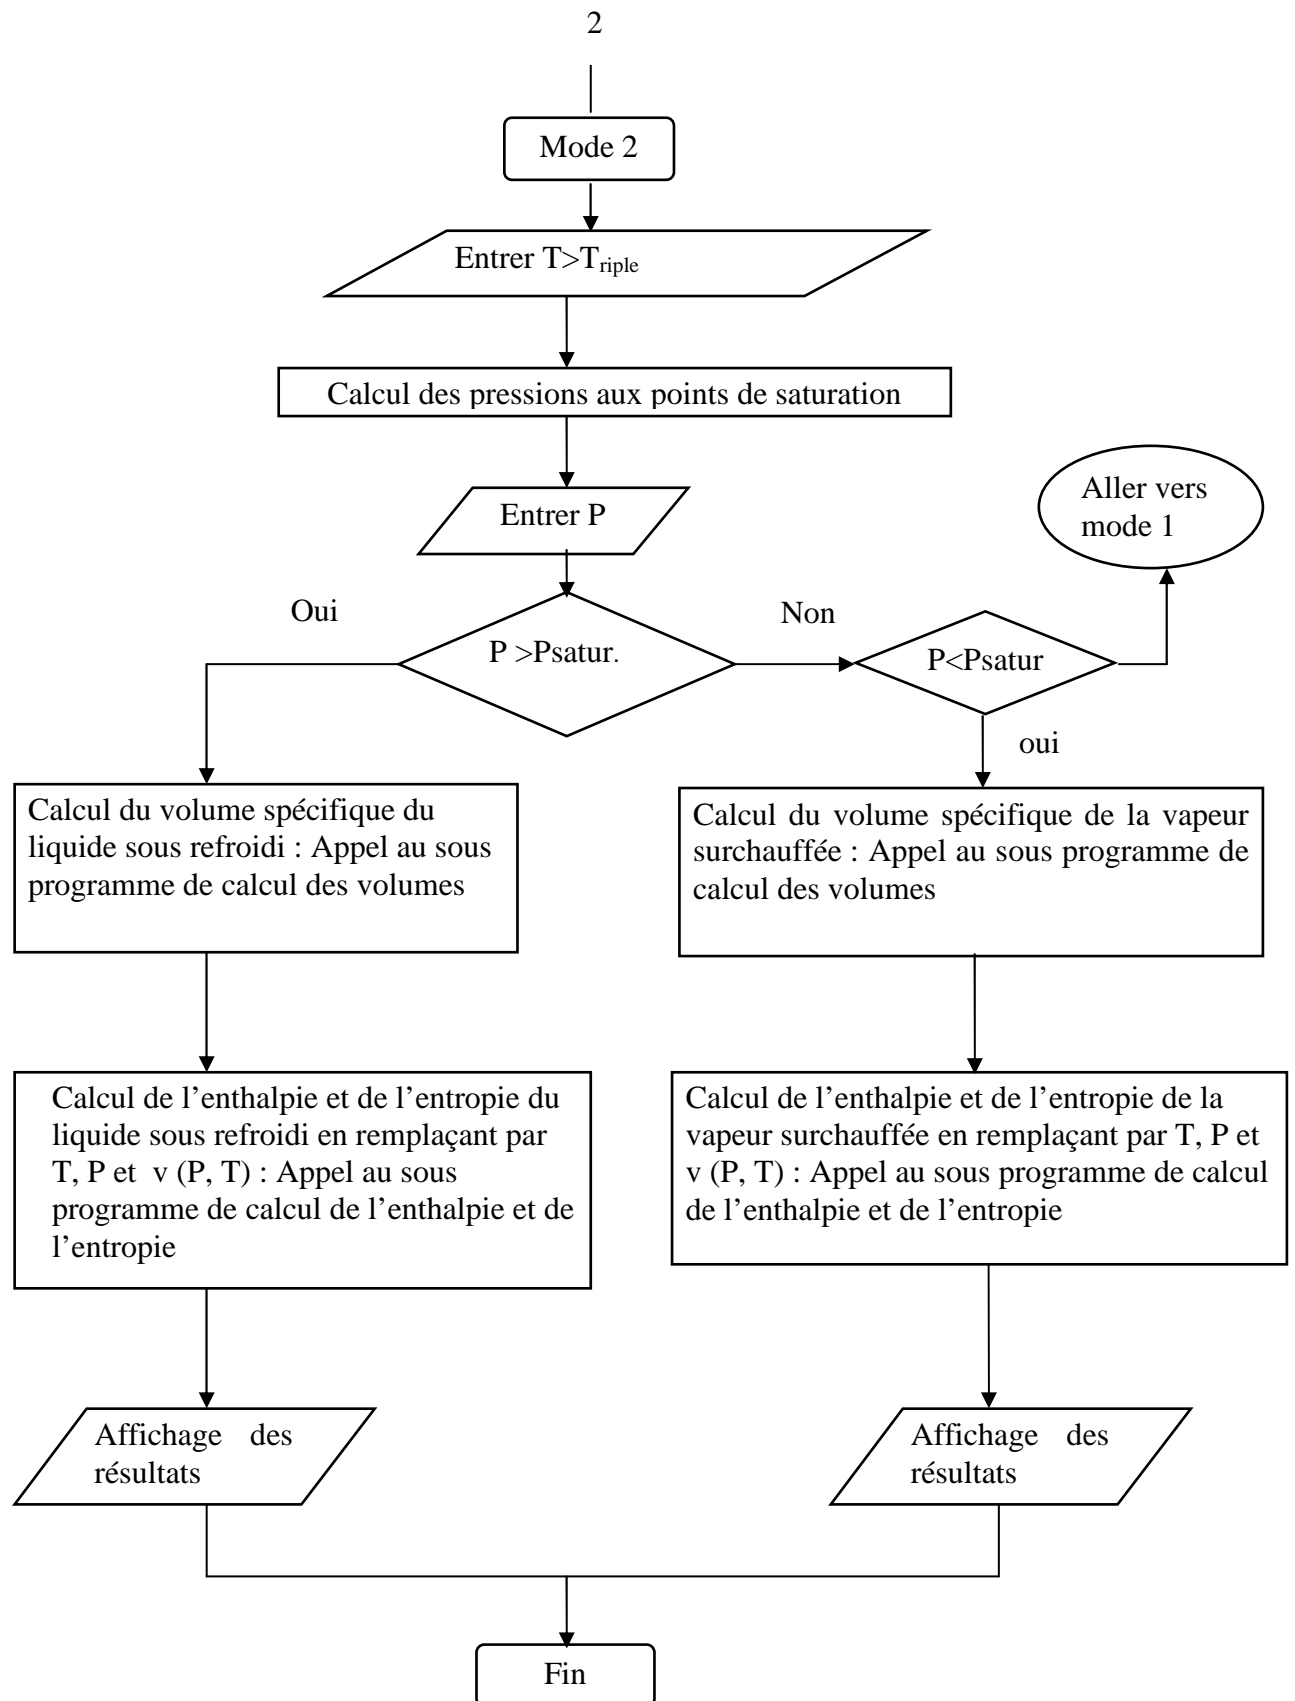 2
Mode 2
Entrer T>Triple
Calcul des pressions aux points de saturation
Aller vers
mode 1
Entrer P
Oui
Non
P >Psatur.
P<Psatur
oui
Calcul du volume spécifique du
liquide sous refroidi : Appel au sous
programme de calcul des volumes
Calcul du volume spécifique de la vapeur
surchauffée : Appel au sous programme de
calcul des volumes
Calcul de l’enthalpie et de l’entropie du
liquide sous refroidi en remplaçant par
T, P et v (P, T) : Appel au sous
programme de calcul de l’enthalpie et de
l’entropie
Calcul de l’enthalpie et de l’entropie de la
vapeur surchauffée en remplaçant par T, P et
v (P, T) : Appel au sous programme de calcul
de l’enthalpie et de l’entropie
Affichage des
résultats
Affichage des
résultats
Fin